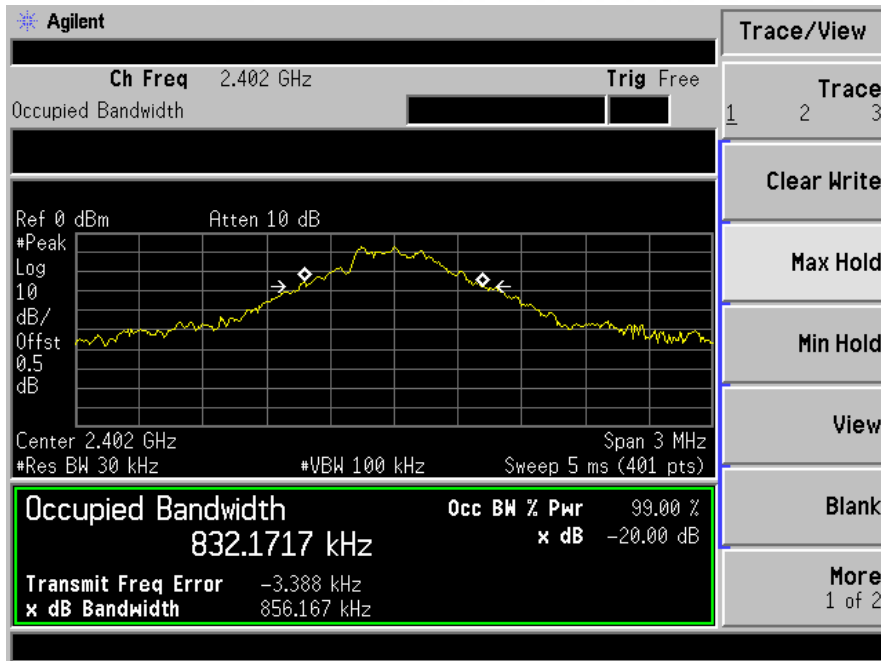 Agilent
Trace/View
Ch Freq 2.402 GHz Trig Free
Occupied Bandwidth
Trace
1 2 3
Clear Write
Max Hold
Min Hold
View
Blank
More
1 of 2
Ref 0 dBm Atten 10 dB
#Peak
Log
10
dB/
Offst
0.5
dB
Center 2.402 GHz Span 3 MHz
#Res BW 30 kHz #VBW 100 kHz Sweep 5 ms (401 pts)
Occupied Bandwidth Occ BW % Pwr 99.00 %
832.1717 kHz x dB -20.00 dB
Transmit Freq Error -3.388 kHz
x dB Bandwidth 856.167 kHz